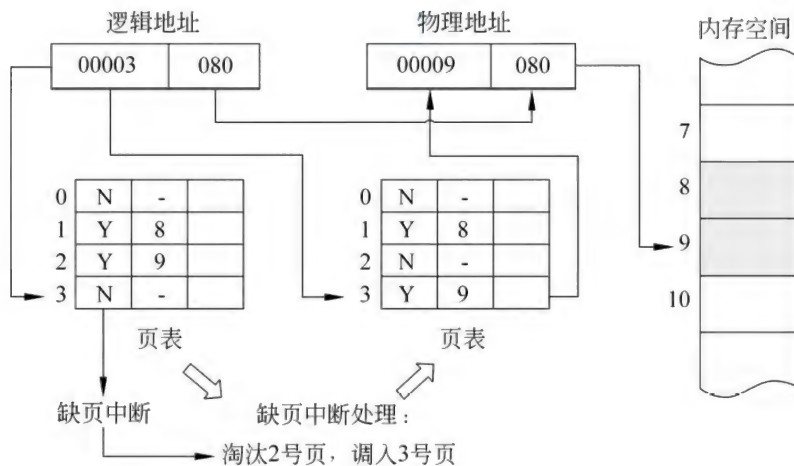 逻辑地址
物理地址
内存空间
00003 080
00009 080
7
8
9
10
0 N -
1 Y 8
2 Y 9
3 N -
页表
0 N -
1 Y 8
2 N -
3 Y 9
页表
缺页中断
缺页中断处理:
淘汰2号页，调入3号页